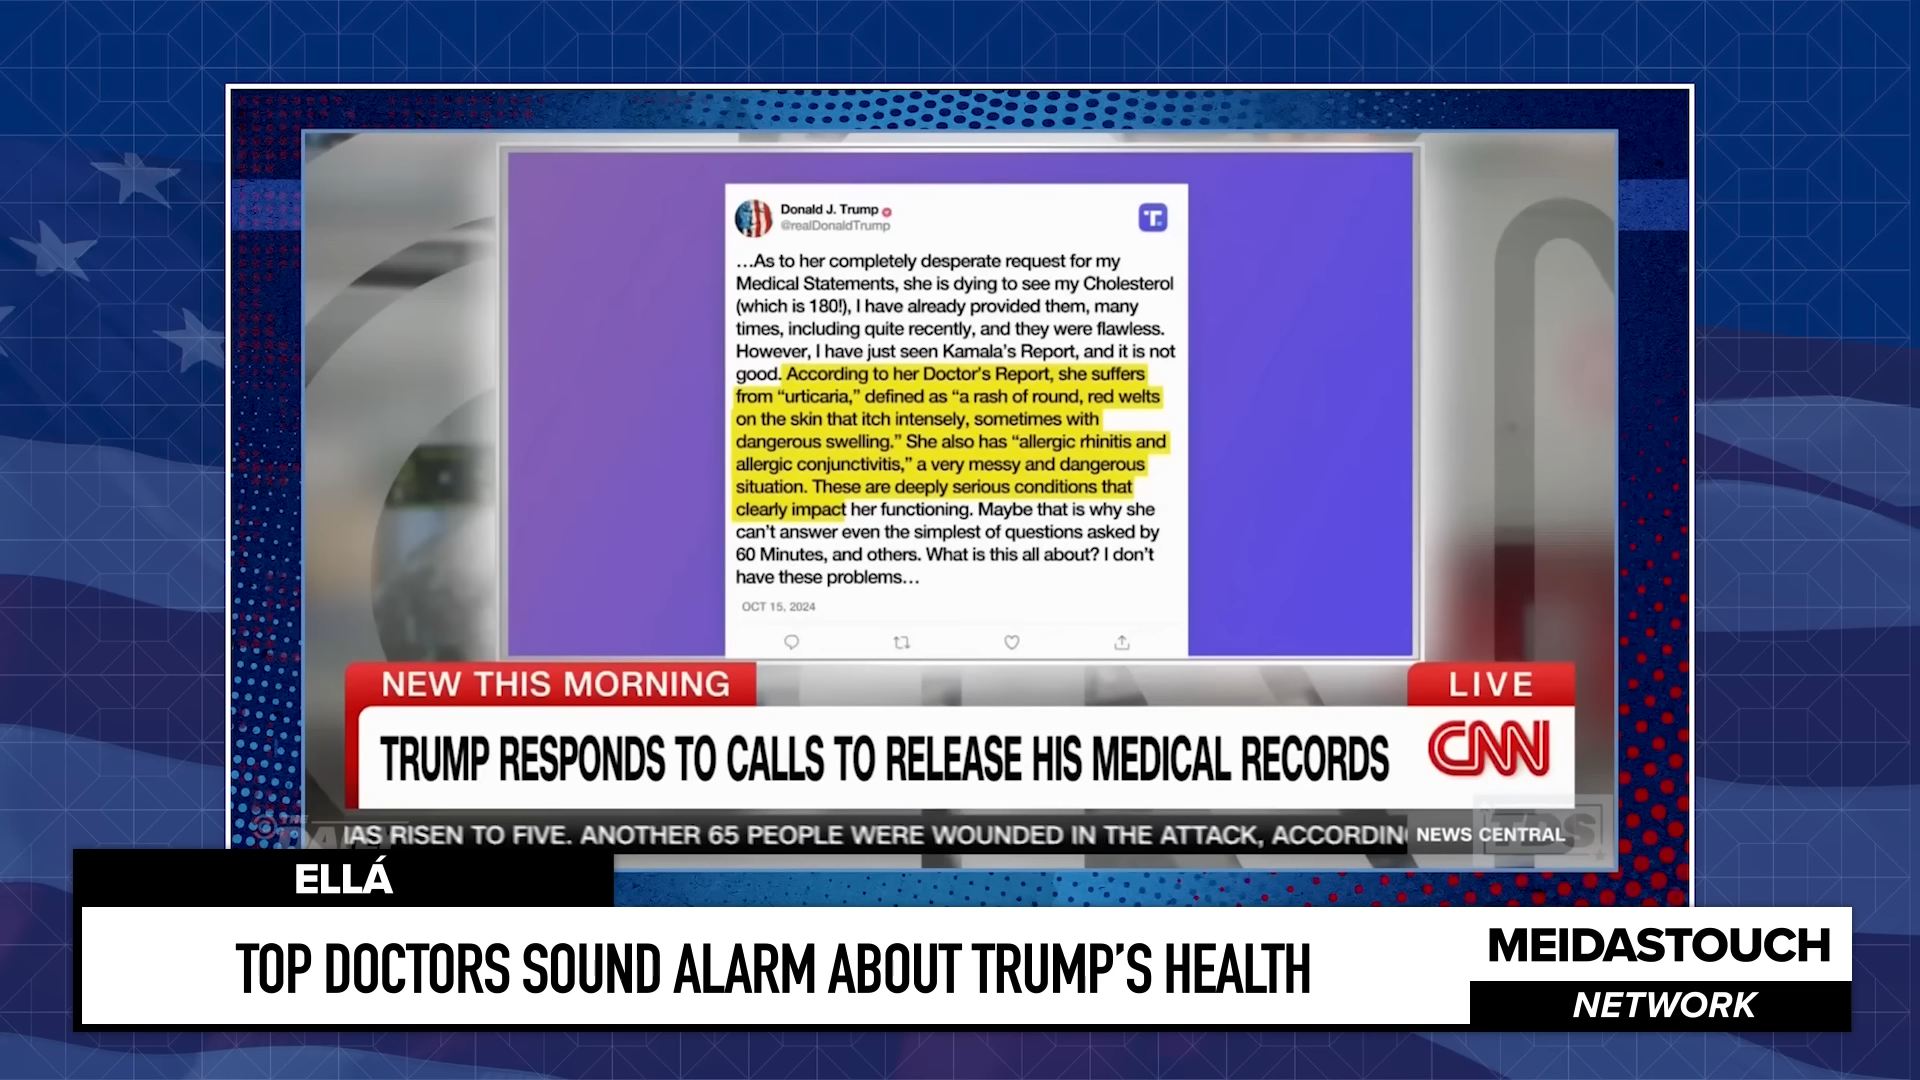 Donald J. Trump
@realDonaldTrump
…As to her completely desperate request for my
Medical Statements, she is dying to see my Cholesterol
(which is 180!), I have already provided them, many
times, including quite recently, and they were flawless.
However, I have just seen Kamala’s Report, and it is not
good. According to her Doctor’s Report, she suffers
from “urticaria,” defined as “a rash of round, red welts
on the skin that itch intensely, sometimes with
dangerous swelling.” She also has “allergic rhinitis and
allergic conjunctivitis,” a very messy and dangerous
situation. These are deeply serious conditions that
clearly impact her functioning. Maybe that is why she
can’t answer even the simplest of questions asked by
60 Minutes, and others. What is this all about? I don’t
have these problems…
OCT 15, 2024
NEW THIS MORNING
LIVE
TRUMP RESPONDS TO CALLS TO RELEASE HIS MEDICAL RECORDS
CNN
RISEN TO FIVE. ANOTHER 65 PEOPLE WERE WOUNDED IN THE ATTACK,
NEWS CENTRAL
TDS
ELLÁ
TOP DOCTORS SOUND ALARM ABOUT TRUMP’S HEALTH
MEIDASTOUCH
NETWORK